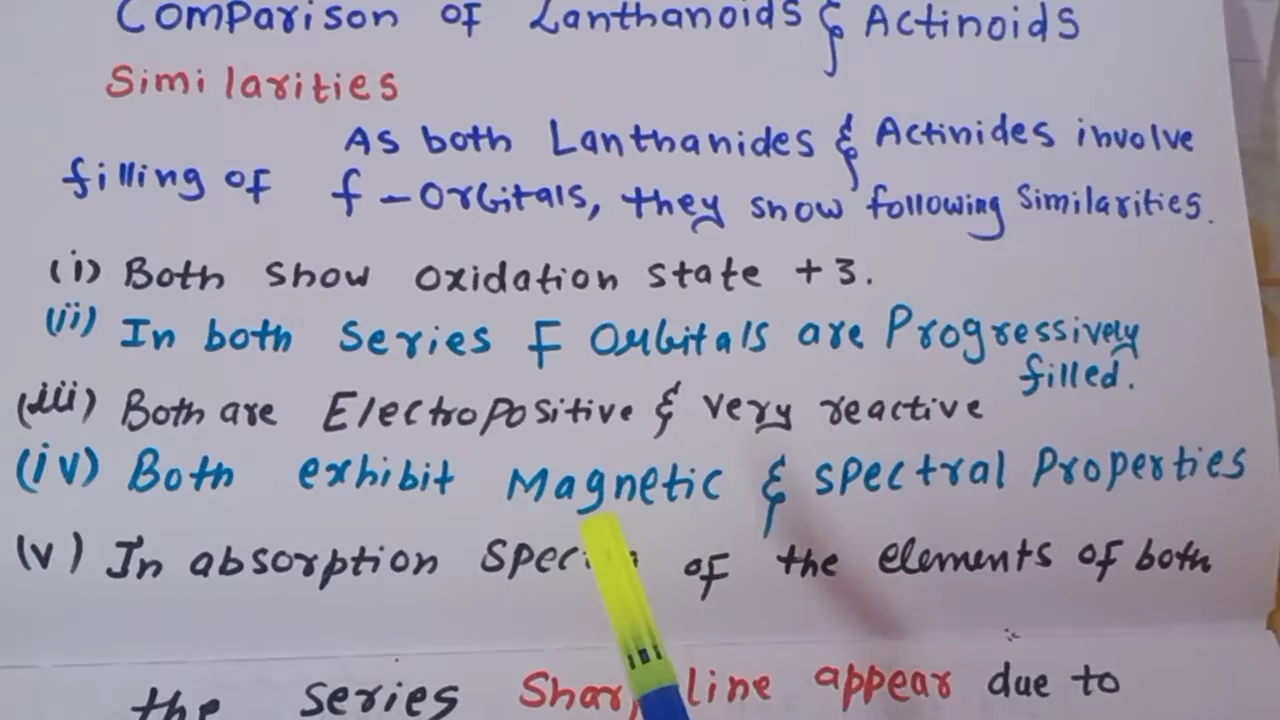 Comparison of Lanthanoids & Actinoids
Similarities
As both Lanthanides & Actinides involve
filling of f-Orbitals, they show following Similarities.
(i) Both show oxidation state +3.
(ii) In both series F Orbitals are Progressively
filled.
(iii) Both are Electropositive & very reactive
(iv) Both exhibit Magnetic & spectral Properties
(v) In absorption of the elements of both
the series line appear due to